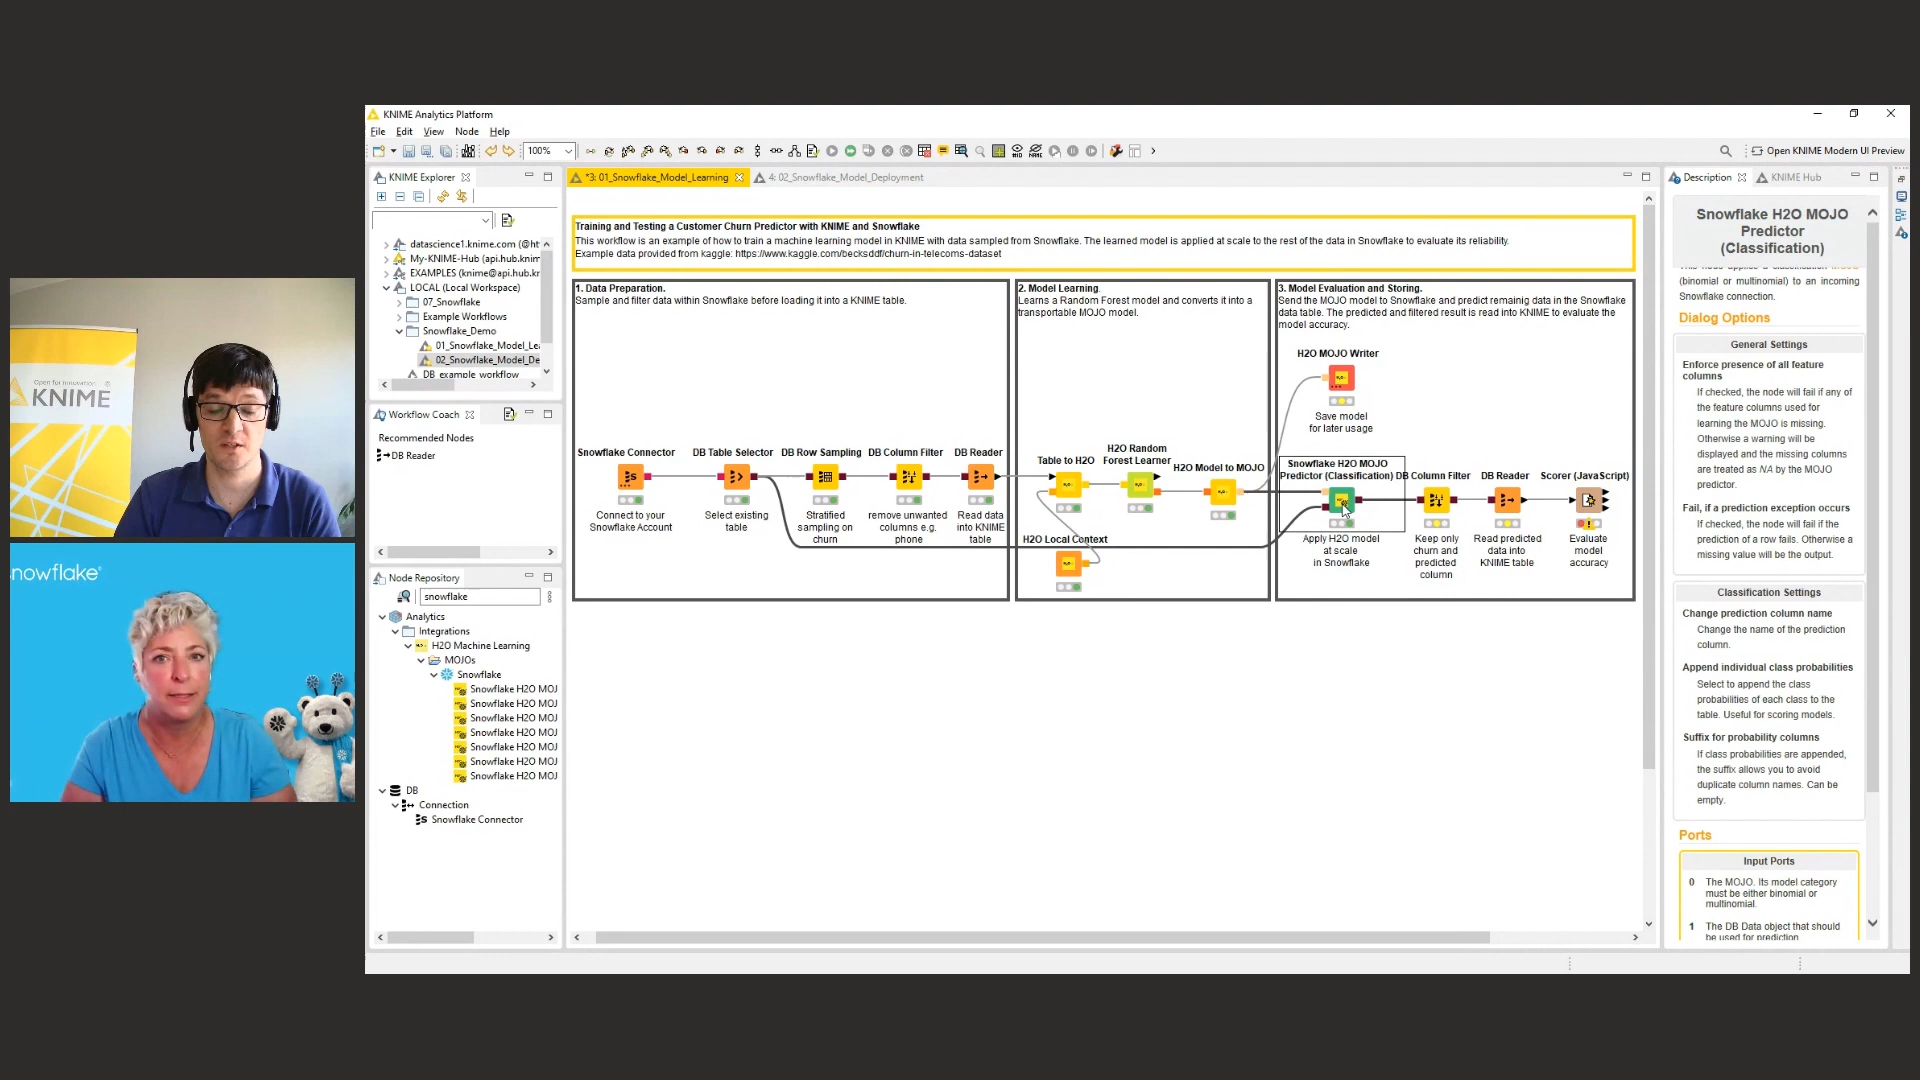 Open for Innovation
KNIME
snowflake
KNIME Analytics Platform
File Edit View Node Help
100%
Open KNIME Modern UI Preview
KNIME Explorer
datascience1.knime.com (@ht
My-KNIME-Hub (api.hub.knim
EXAMPLES (knime@api.hub.kr
LOCAL (Local Workspace)
07_Snowflake
Example Workflows
Snowflake_Demo
01_Snowflake_Model_Lea
02_Snowflake_Model_De
DB example workflow
Workflow Coach
Recommended Nodes
DB Reader
Node Repository
snowflake
Analytics
Integrations
H2O Machine Learning
MOJOs
Snowflake
Snowflake H2O MOJ
Snowflake H2O MOJ
Snowflake H2O MOJ
Snowflake H2O MOJ
Snowflake H2O MOJ
Snowflake H2O MOJ
Snowflake H2O MOJ
DB
Connection
Snowflake Connector
*3: 01_Snowflake_Model_Learning
4: 02_Snowflake_Model_Deployment
Training and Testing a Customer Churn Predictor with KNIME and Snowflake
This workflow is an example of how to train a machine learning model in KNIME with data sampled from Snowflake. The learned model is applied at scale to the rest of the data in Snowflake to evaluate its reliability.
Example data provided from kaggle: https://www.kaggle.com/becksddf/churn-in-telecoms-dataset
1. Data Preparation.
Sample and filter data within Snowflake before loading it into a KNIME table.
Snowflake Connector
Connect to your
Snowflake Account
DB Table Selector
Select existing
table
DB Row Sampling
Stratified
sampling on
churn
DB Column Filter
remove unwanted
columns e.g.
phone
DB Reader
Read data
into KNIME
table
2. Model Learning.
Learns a Random Forest model and converts it into a
transportable MOJO model.
Table to H2O
H2O Random
Forest Learner
H2O Model to MOJO
H2O Local Context
3. Model Evaluation and Storing.
Send the MOJO model to Snowflake and predict remainig data in the Snowflake
data table. The predicted and filtered result is read into KNIME to evaluate the
model accuracy.
H2O MOJO Writer
Save model
for later usage
Snowflake H2O MOJO
Predictor (Classification)
Apply H2O model
at scale
in Snowflake
DB Column Filter
Keep only
churn and
predicted
column
DB Reader
Read predicted
data into
KNIME table
Scorer (JavaScript)
Evaluate
model
accuracy
Description
KNIME Hub
Snowflake H2O MOJO
Predictor
(Classification)
(binomial or multinomial) to an incoming
Snowflake connection.
Dialog Options
General Settings
Enforce presence of all feature
columns
If checked, the node will fail if any of
the feature columns used for
learning the MOJO is missing.
Otherwise a warning will be
displayed and the missing columns
are treated as NA by the MOJO
predictor.
Fail, if a prediction exception occurs
If checked, the node will fail if the
prediction of a row fails. Otherwise a
missing value will be the output.
Classification Settings
Change prediction column name
Change the name of the prediction
column.
Append individual class probabilities
Select to append the class
probabilities of each class to the
table. Useful for scoring models.
Suffix for probability columns
If class probabilities are appended,
the suffix allows you to avoid
duplicate column names. Can be
empty.
Ports
Input Ports
0 The MOJO. Its model category
must be either binomial or
multinomial.
1 The DB Data object that should
be used for prediction